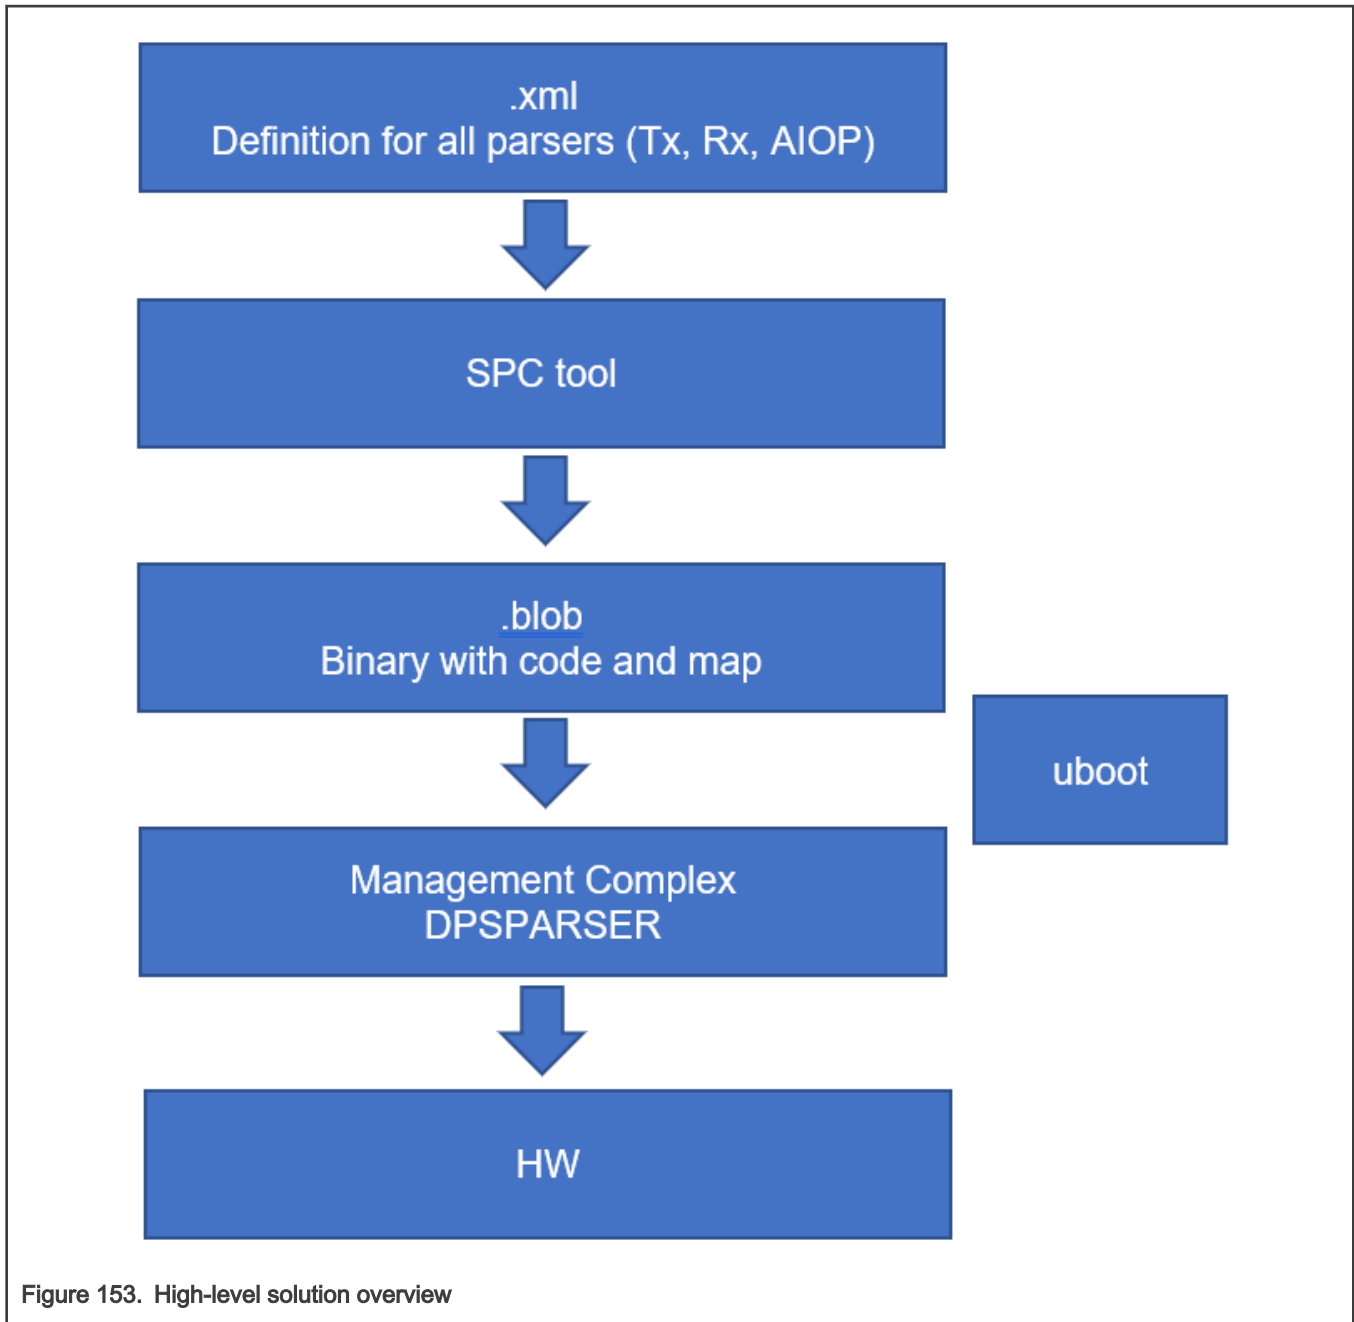 .xml
Definition for all parsers (Tx, Rx, AIOP)
SPC tool
.blob
Binary with code and map
uboot
Management Complex
DPSPARSER
HW
Figure 153. High-level solution overview